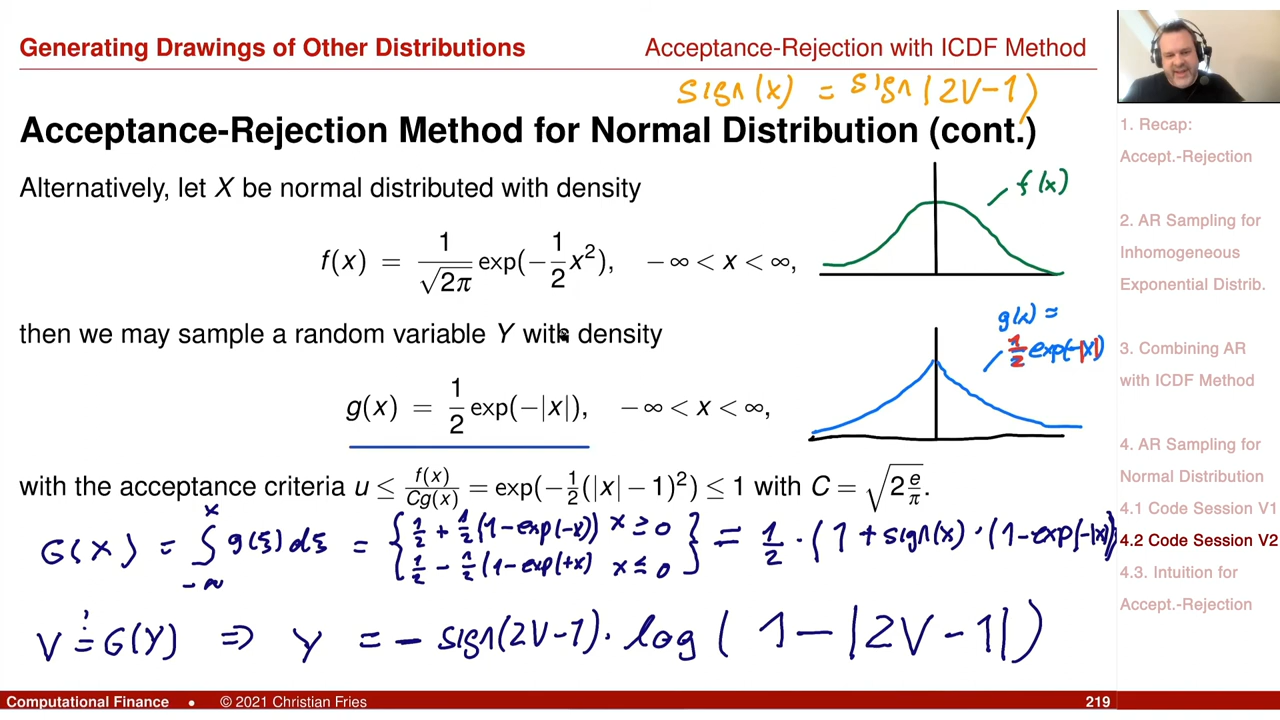 Generating Drawings of Other Distributions
Acceptance-Rejection with ICDF Method
sign(x) = sign(2V-1)
Acceptance-Rejection Method for Normal Distribution (cont.)
Alternatively, let X be normal distributed with density
f(x) = 1/√2π exp(−1/2 x²), −∞ < x < ∞,
f(x)
then we may sample a random variable Y with density
g(x) = 1/2 exp(-|x|)
g(x) = 1/2 exp(−|x|), −∞ < x < ∞,
with the acceptance criteria u ≤ f(x)/Cg(x) = exp(−1/2(|x|−1)²) ≤ 1 with C = √2 e/π.
G(x) = ∫_{-∞}^{x} g(ξ) dξ = { 1/2 + 1/2 (1-exp(-x)) x ≥ 0 } = 1/2 · (1 + sign(x) · (1-exp(-|x|))
{ 1/2 - 1/2 (1-exp(+x) x ≤ 0 }
V =! G(Y) ⇒ Y = - sign(2V-1) · log( 1 - |2V-1| )
1. Recap:
Accept.-Rejection
2. AR Sampling for
Inhomogeneous
Exponential Distrib.
3. Combining AR
with ICDF Method
4. AR Sampling for
Normal Distribution
4.1 Code Session V1
4.2 Code Session V2
4.3. Intuition for
Accept.-Rejection
Computational Finance • © 2021 Christian Fries
219